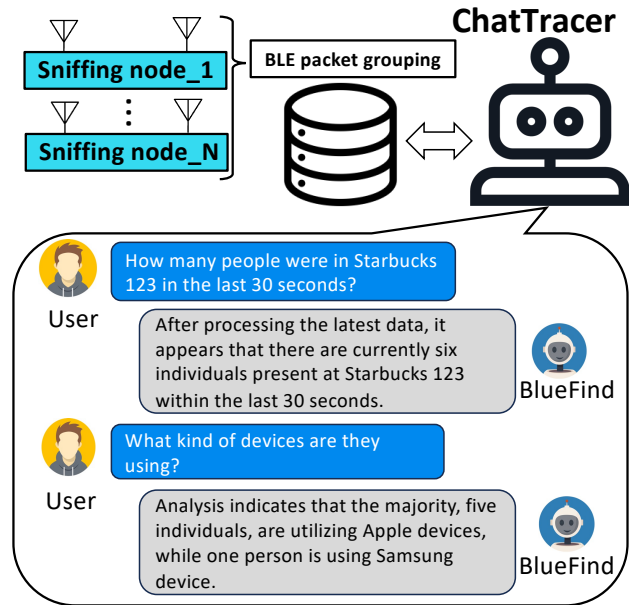 ChatTracer
Sniffing node_1
BLE packet grouping
Sniffing node_N
How many people were in Starbucks
123 in the last 30 seconds?
User
After processing the latest data, it
appears that there are currently six
individuals present at Starbucks 123
within the last 30 seconds.
BlueFind
What kind of devices are they
using?
User
Analysis indicates that the majority, five
individuals, are utilizing Apple devices,
while one person is using Samsung
device.
BlueFind